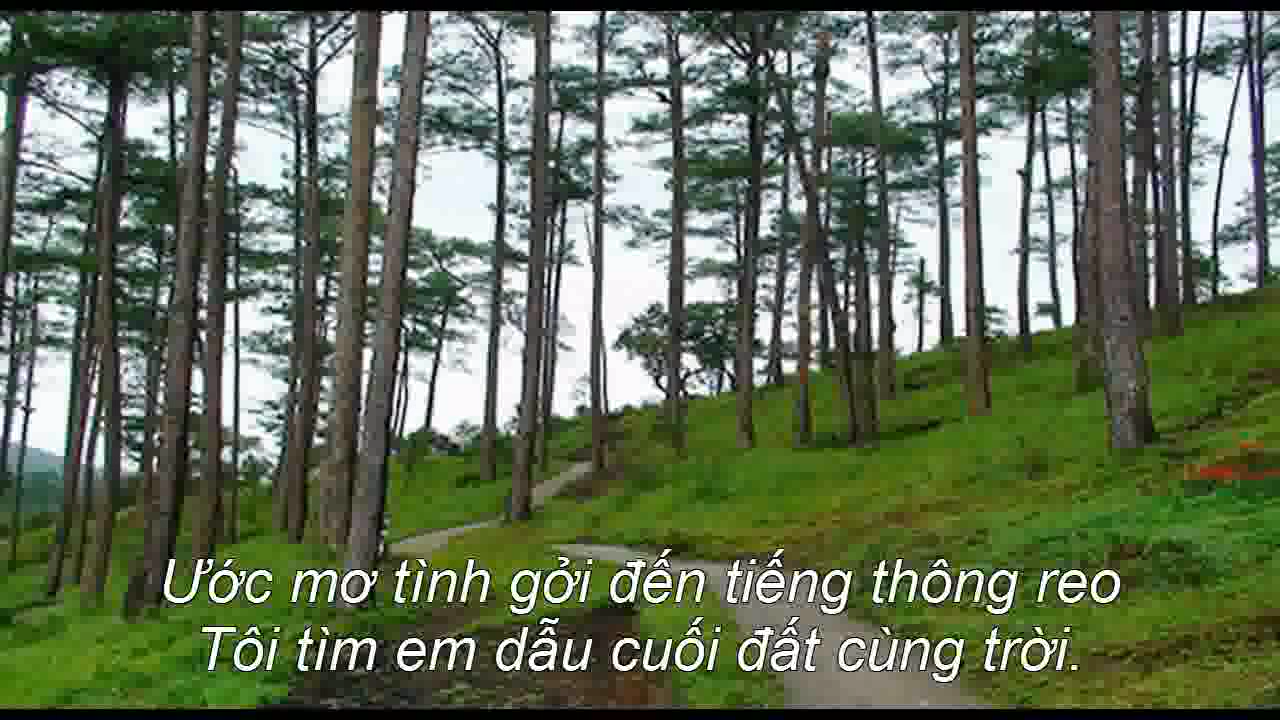 Ước mơ tình gởi đến tiếng thông reo
Tôi tìm em dẫu cuối đất cùng trời.